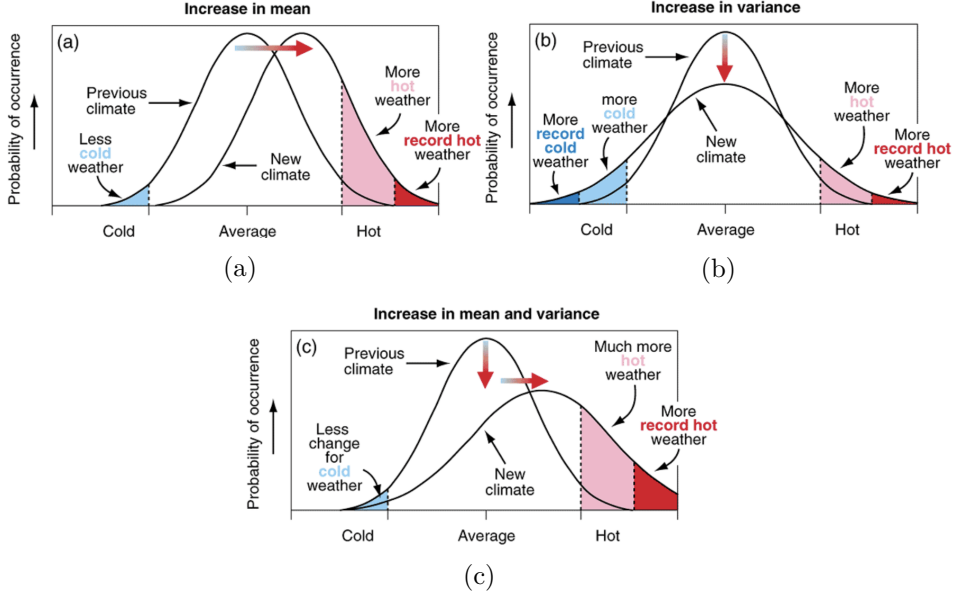 Increase in mean
(a)
Probability of occurrence
Previous
climate
Less
cold
weather
New
climate
More
hot
weather
More
record hot
weather
Cold
Average
Hot
(a)
Increase in variance
(b)
Probability of occurrence
Previous
climate
more
cold
weather
More
record
cold
weather
New
climate
More
hot
weather
More
record hot
weather
Cold
Average
Hot
(b)
Increase in mean and variance
(c)
Probability of occurrence
Previous
climate
Less
change
for
cold
weather
New
climate
Much more
hot
weather
More
record hot
weather
Cold
Average
Hot
(c)